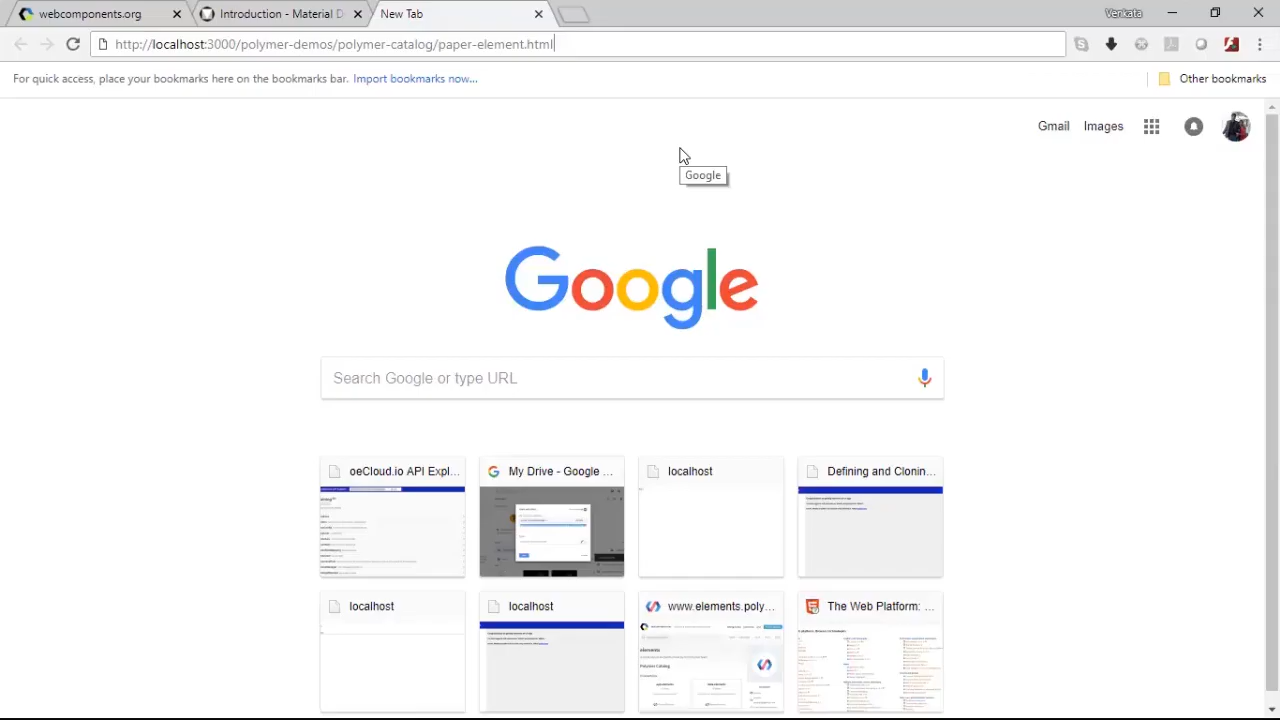 webcomponents.org
Introduction - Material D
New Tab
Venkata
http://localhost:3000/polymer-demos/polymer-catalog/paper-element.html
For quick access, place your bookmarks here on the bookmarks bar. Import bookmarks now...
Other bookmarks
Gmail
Images
Google
Google
Search Google or type URL
oeCloud.io API Expl...
My Drive - Google ...
localhost
Defining and Clonin...
localhost
localhost
www.elements.poly...
The Web Platform: ...
elements
Polymer Catalog